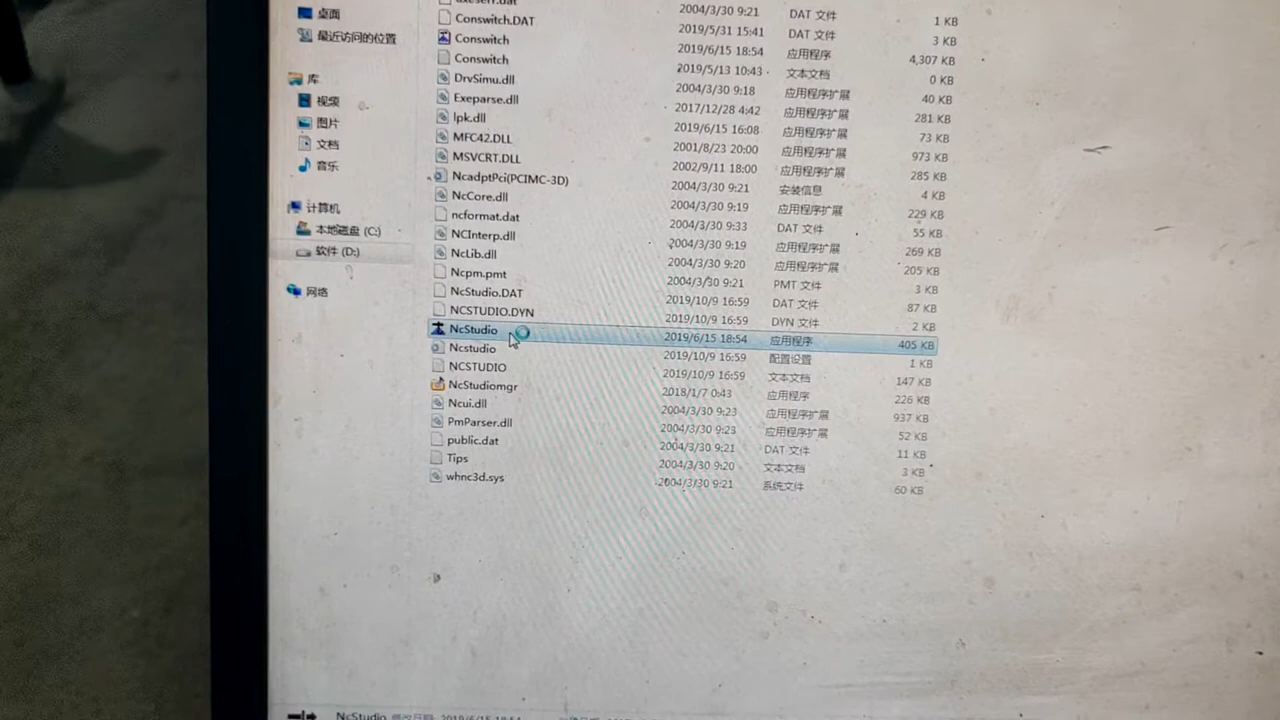 桌面
最近访问的位置
库
视频
图片
文档
音乐
计算机
本地磁盘 (C:)
软件 (D:)
网络
2004/3/30 9:21 DAT 文件 1 KB
Conswitch.DAT 2019/5/31 15:41 DAT 文件 3 KB
Conswitch 2019/6/15 18:54 应用程序 4,307 KB
Conswitch 2019/5/13 10:43 文本文档 0 KB
DrvSimu.dll 2004/3/30 9:18 应用程序扩展 40 KB
Exeparse.dll 2017/12/28 4:42 应用程序扩展 281 KB
lpk.dll 2019/6/15 16:08 应用程序扩展 73 KB
MFC42.DLL 2001/8/23 20:00 应用程序扩展 973 KB
MSVCRT.DLL 2002/9/11 18:00 应用程序扩展 285 KB
NcadptPci(PCIMC-3D) 2004/3/30 9:21 安装信息 4 KB
NcCore.dll 2004/3/30 9:19 应用程序扩展 229 KB
ncformat.dat 2004/3/30 9:33 DAT 文件 55 KB
NCInterp.dll 2004/3/30 9:19 应用程序扩展 269 KB
NcLib.dll 2004/3/30 9:20 应用程序扩展 205 KB
Ncpm.pmt 2004/3/30 9:21 PMT 文件 3 KB
NcStudio.DAT 2019/10/9 16:59 DAT 文件 87 KB
NCSTUDIO.DYN 2019/10/9 16:59 DYN 文件 2 KB
NcStudio 2019/6/15 18:54 应用程序 405 KB
Ncstudio 2019/10/9 16:59 配置设置 1 KB
NCSTUDIO 2019/10/9 16:59 文本文档 147 KB
NcStudiomgr 2018/1/7 0:43 应用程序 226 KB
Ncui.dll 2004/3/30 9:23 应用程序扩展 937 KB
PmParser.dll 2004/3/30 9:23 应用程序扩展 52 KB
public.dat 2004/3/30 9:21 DAT 文件 11 KB
Tips 2004/3/30 9:20 文本文档 3 KB
whnc3d.sys 2004/3/30 9:21 系统文件 60 KB
NcStudio 修改日期: 2019/6/15 18:54